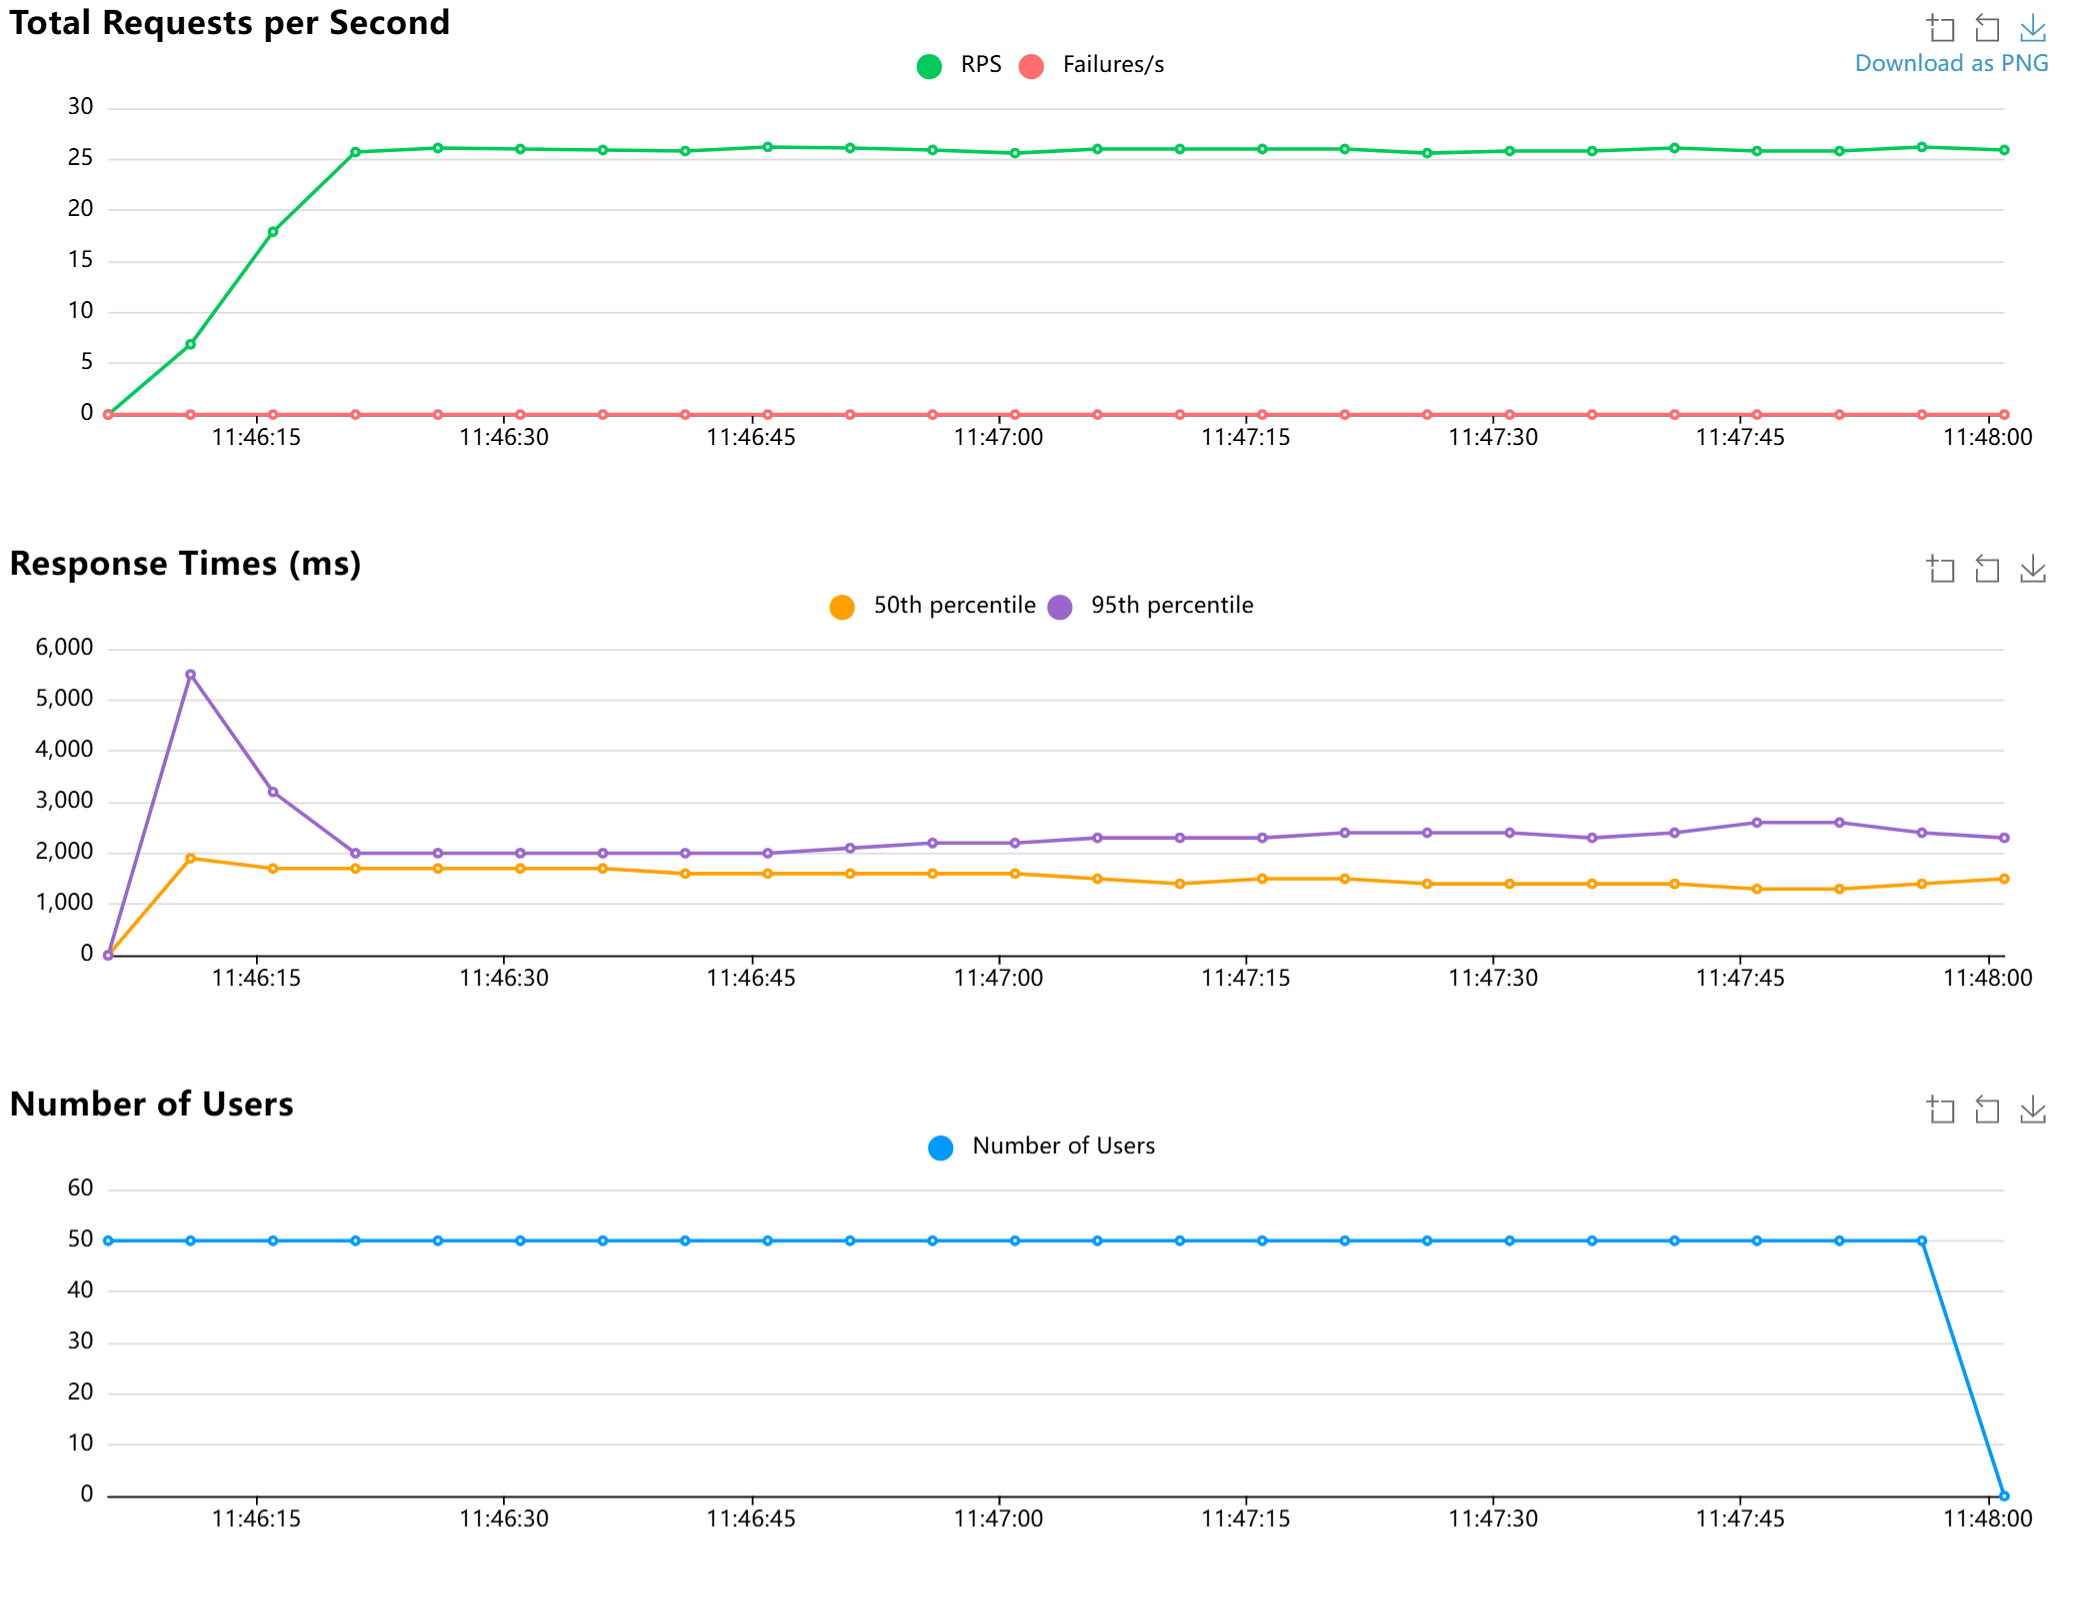 Total Requests per Second
Download as PNG
RPS Failures/s
30
25
20
15
10
5
0
11:46:15 11:46:30 11:46:45 11:47:00 11:47:15 11:47:30 11:47:45 11:48:00
Response Times (ms)
50th percentile 95th percentile
6,000
5,000
4,000
3,000
2,000
1,000
0
11:46:15 11:46:30 11:46:45 11:47:00 11:47:15 11:47:30 11:47:45 11:48:00
Number of Users
Number of Users
60
50
40
30
20
10
0
11:46:15 11:46:30 11:46:45 11:47:00 11:47:15 11:47:30 11:47:45 11:48:00